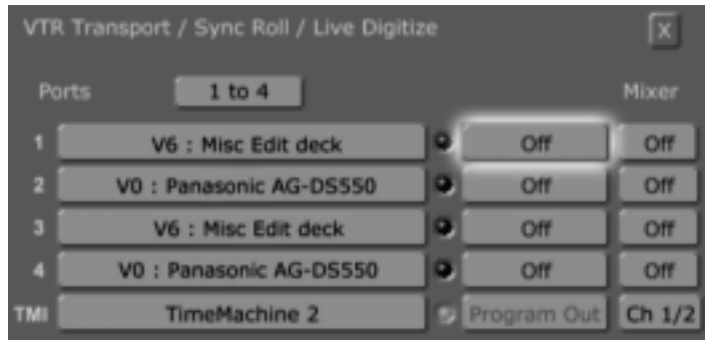 VTR Transport / Sync Roll / Live Digitize X
Ports 1 to 4 Mixer
1 V6 : Misc Edit deck Off Off
2 V0 : Panasonic AG-DS550 Off Off
3 V6 : Misc Edit deck Off Off
4 V0 : Panasonic AG-DS550 Off Off
TMI TimeMachine 2 Program Out Ch 1/2